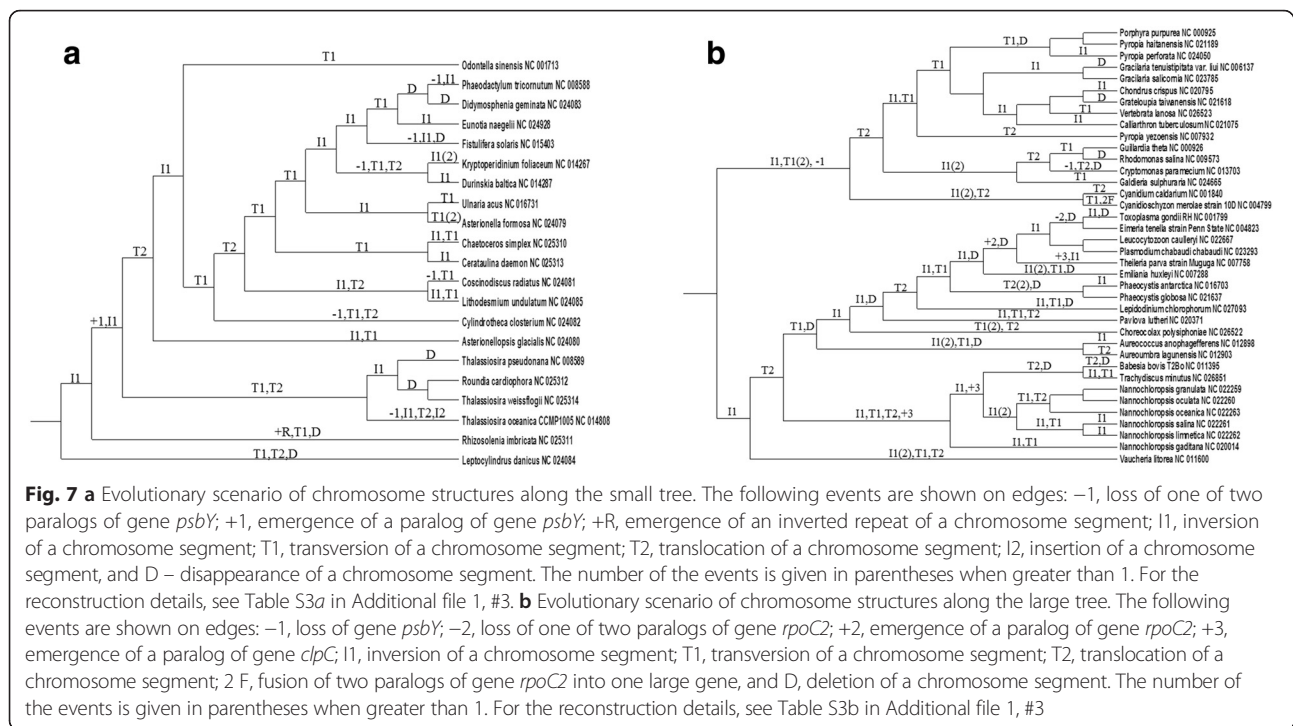 a
T1
Odontella sinensis NC 001713
-1,I1
Phaeodactylum tricornutum NC 008588
D
D
Didymosphenia geminata NC 024083
T1
I1
Eunotia naegelii NC 024928
I1
-1,I1,D
Fistulifera solaris NC 015403
I1
I1(2)
Kryptoperidinium foliaceum NC 014267
-1,T1,T2
I1
Durinskia baltica NC 014287
T1
T1
Ulnaria acus NC 016731
I1
T1(2)
Asterionella formosa NC 024079
I1
T1
I1,T1
Chaetoceros simplex NC 025310
T1
I1
Cerataulina daemon NC 025313
T2
T2
-1,T1
Coscinodiscus radiatus NC 024081
I1,T2
I1,T1
Lithodesmium undulatum NC 024085
T1
-1,T1,T2
Cylindrotheca closterium NC 024082
+1,I1
I1,T1
Asterionellopsis glacialis NC 024080
D
Thalassiosira pseudonana NC 008589
I1
I1
Roundia cardiophora NC 025312
T1,T2
D
Thalassiosira weissflogii NC 025314
-1,I1,T2,I2
Thalassiosira oceanica CCMP1005 NC 014808
+R,T1,D
Rhizosolenia imbricata NC 025311
T1,T2,D
Leptocylindrus danicus NC 024084
b
Porphyra purpurea NC 000925
T1,D
Pyropia haitanensis NC 021189
I1
Pyropia perforata NC 024050
T1
I1
D
Gracilaria tenuistipitata var. liui NC 006137
Gracilaria salicornia NC 023785
I1
Chondrus crispus NC 020795
I1,T1
D
Grateloupia taiwanensis NC 021618
I1
T1
Vertebrata lanosa NC 026523
I1
Calliarthron tuberculosum NC 021075
T2
T2
Pyropia yezoensis NC 007932
T1
Guillardia theta NC 000926
I1,T1(2), -1
T2
D
Rhodomonas salina NC 009573
I1(2)
-1,T2,D
Cryptomonas paramecium NC 013703
T1
Galdieria sulphuraria NC 024665
T2
Cyanidium caldarium NC 001840
I1(2),T2
T1,2F
Cyanidioschyzon merolae strain 10D NC 004799
-2,D
I1,D
Toxoplasma gondii RH NC 001799
I1
Eimeria tenella strain Penn State NC 004823
+2,D
Leucocytozoon caulleryi NC 022667
I1,D
Plasmodium chabaudi chabaudi NC 023293
+3,I1
Theileria parva strain Muguga NC 007758
I1,T1
I1(2),T1,D
Emiliania huxleyi NC 007288
T2
T2(2),D
I1
Phaeocystis antarctica NC 016703
Phaeocystis globosa NC 021637
I1,D
I1,T1,D
Lepidodinium chlorophorum NC 027093
I1
I1,T1,T2
Pavlova lutheri NC 020371
T1,D
T1(2), T2
Choreocolax polysiphoniae NC 026522
I1(2),T1,D
I1
Aureococcus anophagefferens NC 012898
T2
Aureoumbra lagunensis NC 012903
T2
T2,D
T2,D
Babesia bovis T2Bo NC 011395
I1,T1
Trachydiscus minutus NC 026851
I1,+3
Nannochloropsis granulata NC 022259
T1,T2
Nannochloropsis oculata NC 022260
I1
I1,T1,T2,+3
I1(2)
Nannochloropsis oceanica NC 022263
I1,T1
I1
Nannochloropsis salina NC 022261
I1
Nannochloropsis limnetica NC 022262
I1,T1
Nannochloropsis gaditana NC 020014
I1(2),T1,T2
Vaucheria litorea NC 011600
Fig. 7 a Evolutionary scenario of chromosome structures along the small tree. The following events are shown on edges: −1, loss of one of two
paralogs of gene psbY; +1, emergence of a paralog of gene psbY; +R, emergence of an inverted repeat of a chromosome segment; I1, inversion
of a chromosome segment; T1, transversion of a chromosome segment; T2, translocation of a chromosome segment; I2, insertion of a chromosome
segment, and D – disappearance of a chromosome segment. The number of the events is given in parentheses when greater than 1. For the
reconstruction details, see Table S3a in Additional file 1, #3. b Evolutionary scenario of chromosome structures along the large tree. The following
events are shown on edges: −1, loss of gene psbY; −2, loss of one of two paralogs of gene rpoC2; +2, emergence of a paralog of gene rpoC2; +3,
emergence of a paralog of gene clpC; I1, inversion of a chromosome segment; T1, transversion of a chromosome segment; T2, translocation of a
chromosome segment; 2 F, fusion of two paralogs of gene rpoC2 into one large gene, and D, deletion of a chromosome segment. The number of
the events is given in parentheses when greater than 1. For the reconstruction details, see Table S3b in Additional file 1, #3